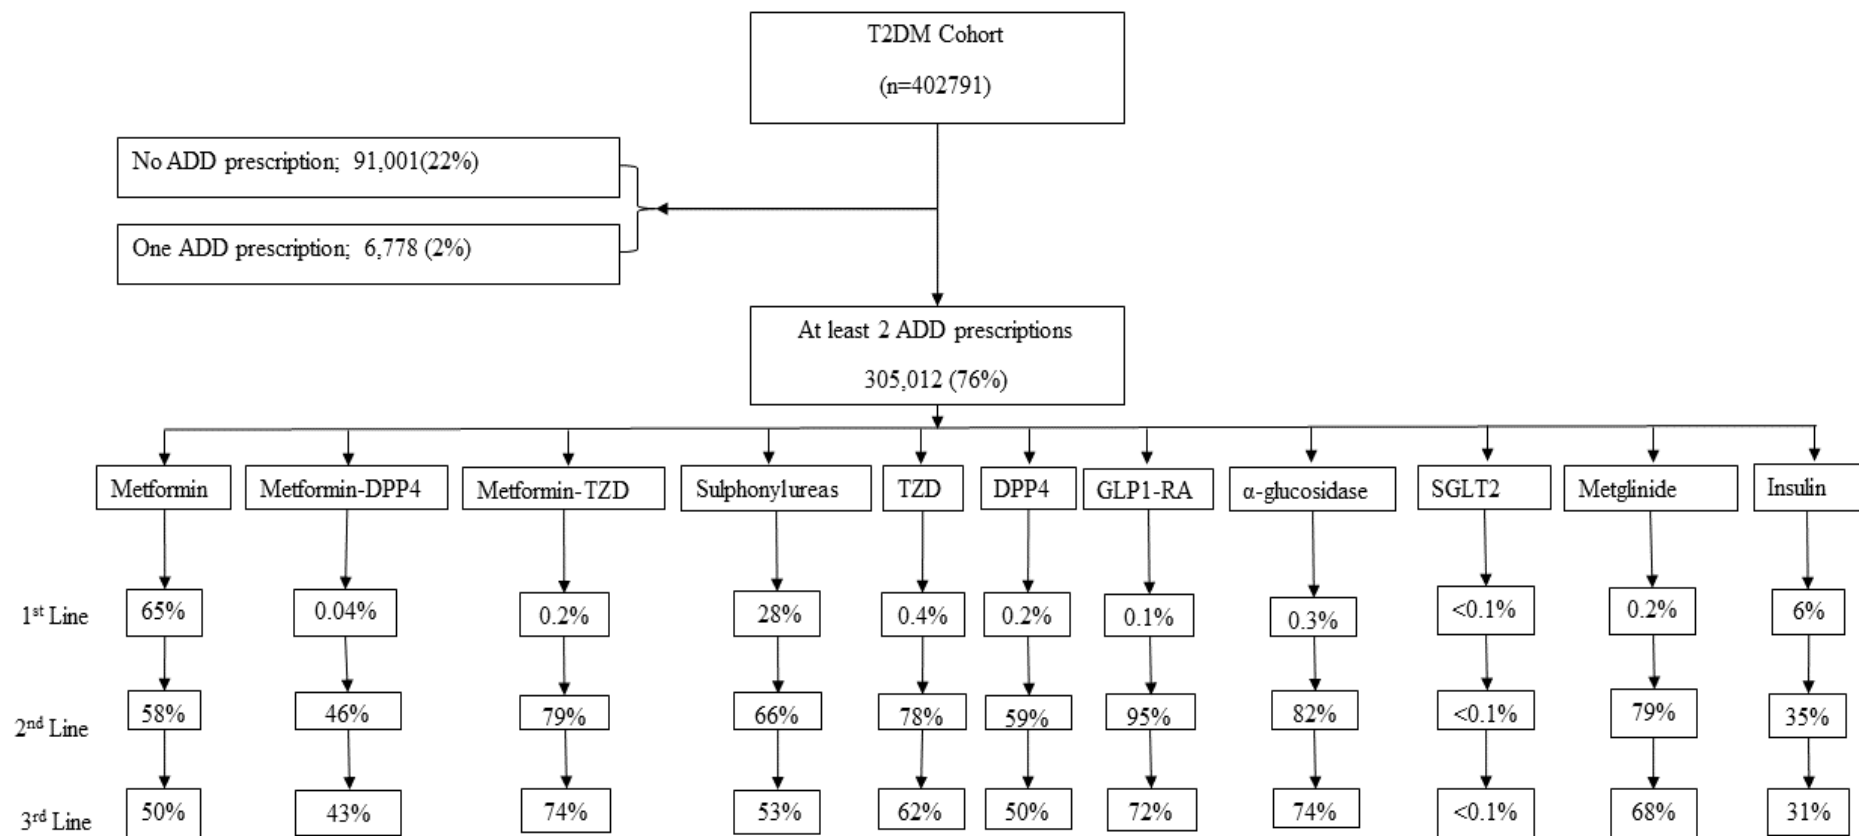 T2DM Cohort
(n=402791)
No ADD prescription; 91,001(22%)
One ADD prescription; 6,778 (2%)
At least 2 ADD prescriptions
305,012 (76%)
Metformin Metformin-DPP4 Metformin-TZD Sulphonylureas TZD DPP4 GLP1-RA α-glucosidase SGLT2 Metglinide Insulin
1st Line 65% 0.04% 0.2% 28% 0.4% 0.2% 0.1% 0.3% <0.1% 0.2% 6%
2nd Line 58% 46% 79% 66% 78% 59% 95% 82% <0.1% 79% 35%
3rd Line 50% 43% 74% 53% 62% 50% 72% 74% <0.1% 68% 31%